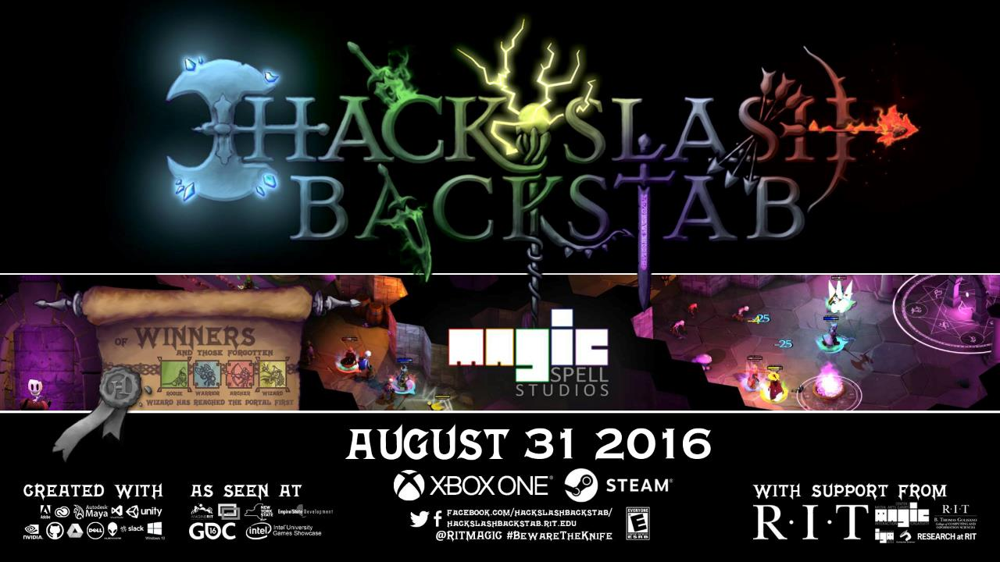 HACK, SLASH
BACKSTAB
OF WINNERS
AND THOSE FORGOTTEN
ROGUE WARRIOR ARCHER WIZARD
WIZARD HAS REACHED THE PORTAL FIRST
-25
-25
magic
SPELL
STUDIOS
AUGUST 31 2016
XBOX ONE STEAM
CREATED WITH
Adobe
Autodesk
Maya
unity
NVIDIA
DELL
slack
Windows 10
AS SEEN AT
MAGIC RIT
NEW YORK STATE
Empire State Development
GDC 16
intel
Intel University
Games Showcase
FACEBOOK.COM/HACKSLASHBACKSTAB/
HACKSLASHBACKSTAB.RIT.EDU
@RITMAGIC #BEWARETHEKNIFE
EVERYONE
E
ESRB
WITH SUPPORT FROM
R·I·T
magic
R·I·T
B. THOMAS GOLISANO
College of COMPUTING AND
INFORMATION SCIENCES
igm
RESEARCH at RIT